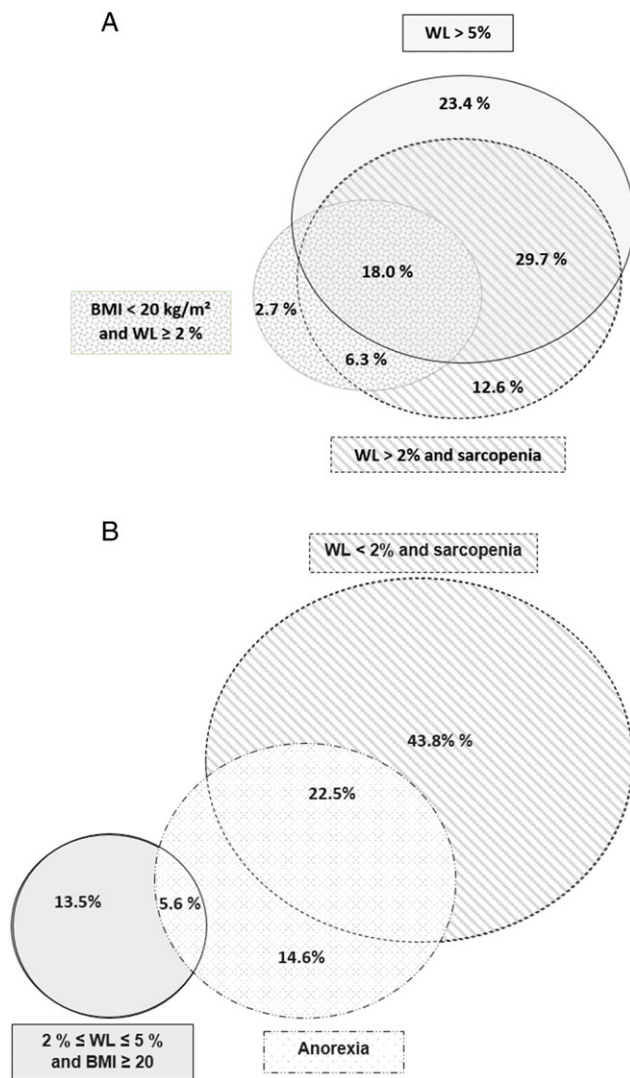 A
WL > 5%
23.4 %
18.0 %
29.7 %
BMI < 20 kg/m²
and WL ≥ 2 %
2.7 %
6.3 %
12.6 %
WL > 2% and sarcopenia
B
WL < 2% and sarcopenia
43.8% %
22.5%
13.5%
5.6 %
14.6%
2 % ≤ WL ≤ 5 %
and BMI ≥ 20
Anorexia